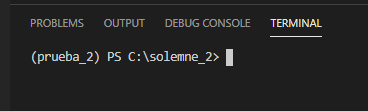 PROBLEMS OUTPUT DEBUG CONSOLE TERMINAL
(prueba_2) PS C:\solemne_2>